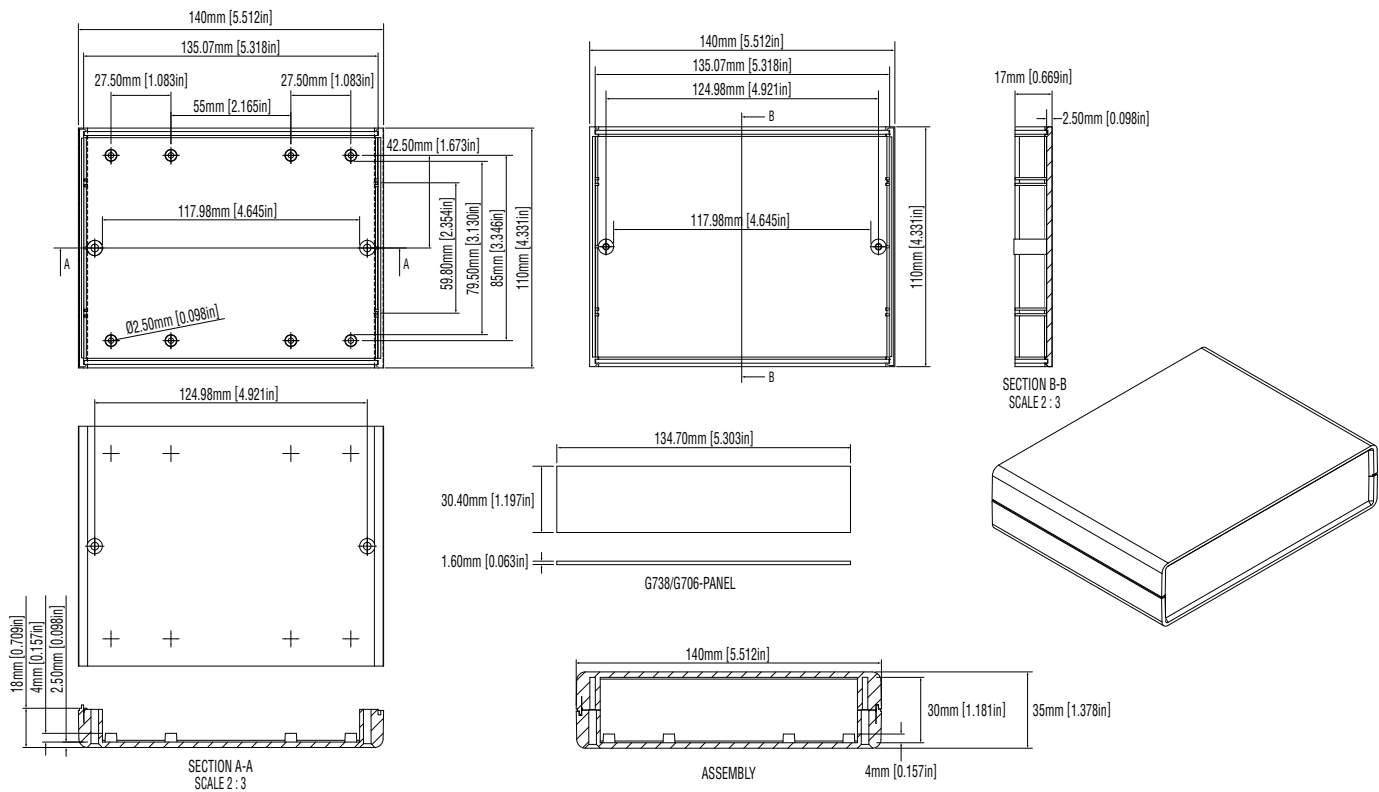 140mm [5.512in]
135.07mm [5.318in]
27.50mm [1.083in]
27.50mm [1.083in]
55mm [2.165in]
42.50mm [1.673in]
117.98mm [4.645in]
59.80mm [2.354in]
79.50mm [3.130in]
85mm [3.346in]
110mm [4.331in]
A
A
Ø2.50mm [0.098in]
140mm [5.512in]
135.07mm [5.318in]
124.98mm [4.921in]
B
117.98mm [4.645in]
110mm [4.331in]
B
17mm [0.669in]
2.50mm [0.098in]
SECTION B-B
SCALE 2 : 3
124.98mm [4.921in]
134.70mm [5.303in]
30.40mm [1.197in]
1.60mm [0.063in]
G738/G706-PANEL
18mm [0.709in]
4mm [0.157in]
2.50mm [0.098in]
SECTION A-A
SCALE 2 : 3
140mm [5.512in]
30mm [1.181in]
35mm [1.378in]
4mm [0.157in]
ASSEMBLY